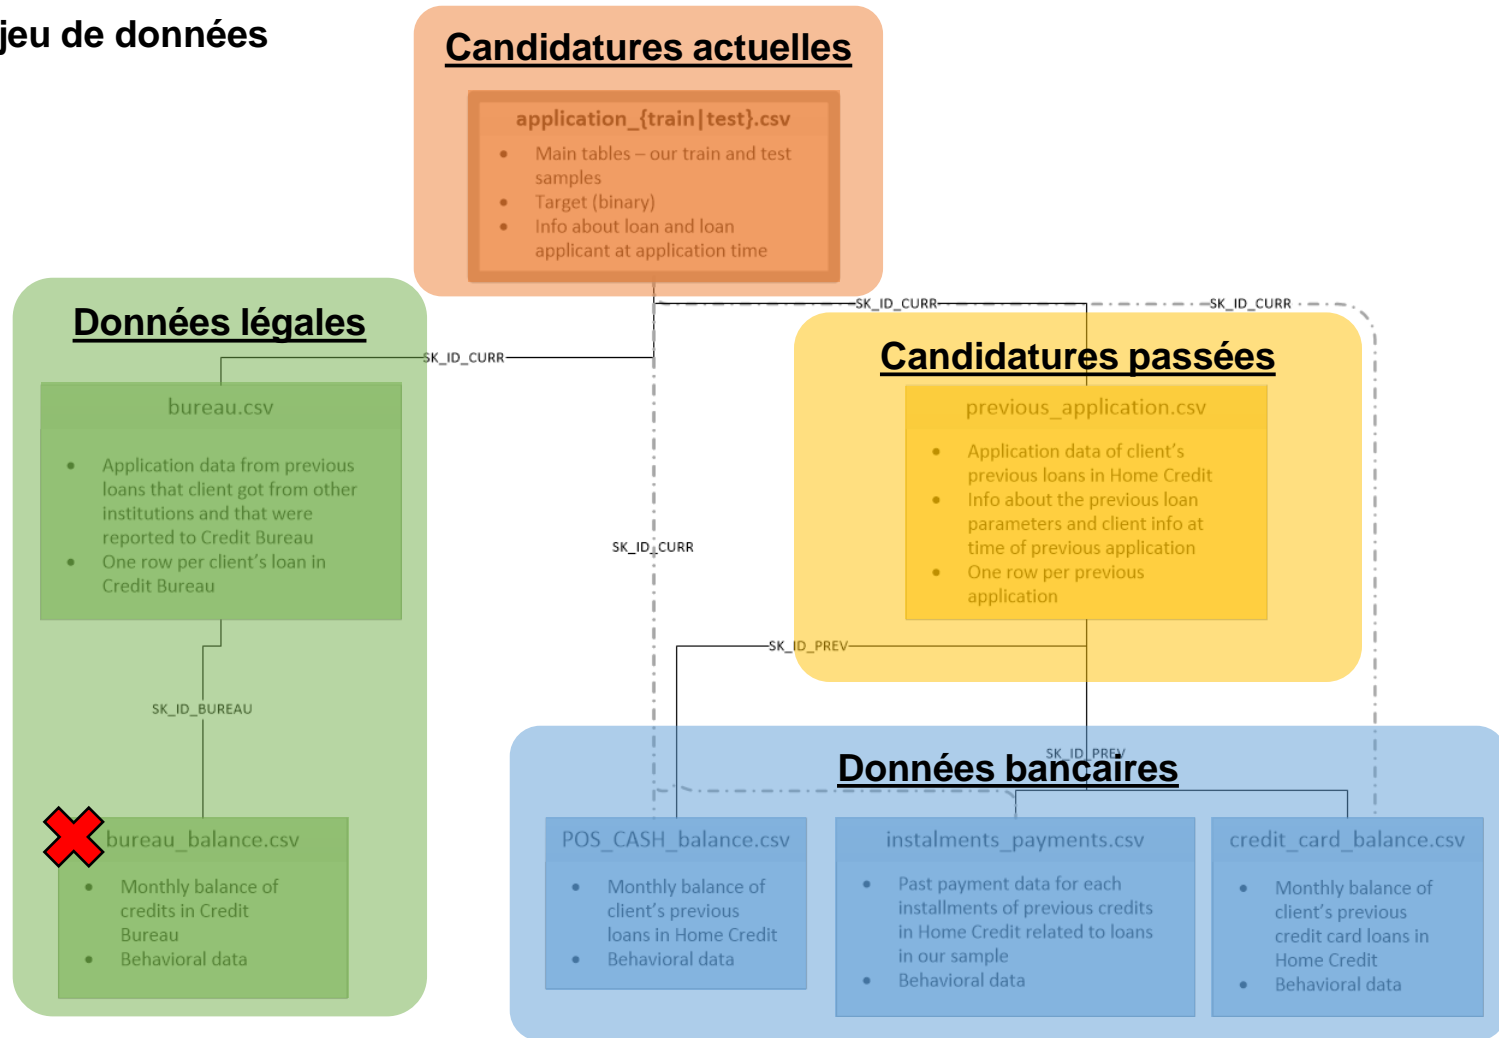 jeu de données
Candidatures actuelles
application_{train|test}.csv
• Main tables – our train and test
samples
• Target (binary)
• Info about loan and loan
applicant at application time
SK_ID_CURR
SK_ID_CURR
Données légales
SK_ID_CURR
Candidatures passées
bureau.csv
• Application data from previous
loans that client got from other
institutions and that were
reported to Credit Bureau
• One row per client's loan in
Credit Bureau
previous_application.csv
• Application data of client's
previous loans in Home Credit
• Info about the previous loan
parameters and client info at
time of previous application
• One row per previous
application
SK_ID_CURR
SK_ID_PREV
SK_ID_BUREAU
SK_ID_PREV
Données bancaires
bureau_balance.csv
• Monthly balance of
credits in Credit
Bureau
• Behavioral data
POS_CASH_balance.csv
• Monthly balance of
client's previous
loans in Home Credit
• Behavioral data
instalments_payments.csv
• Past payment data for each
installments of previous credits
in Home Credit related to loans
in our sample
• Behavioral data
credit_card_balance.csv
• Monthly balance of
client's previous
credit card loans in
Home Credit
• Behavioral data